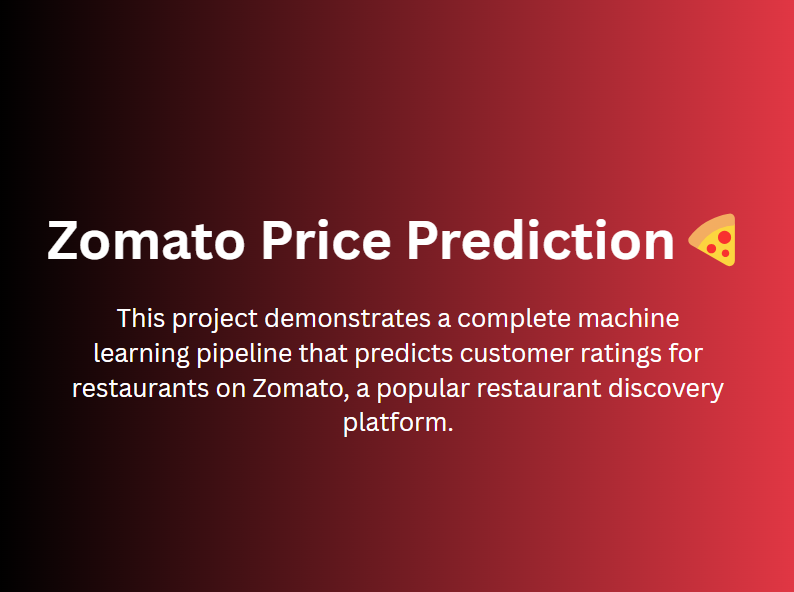 Zomato Price Prediction
This project demonstrates a complete machine
learning pipeline that predicts customer ratings for
restaurants on Zomato, a popular restaurant discovery
platform.